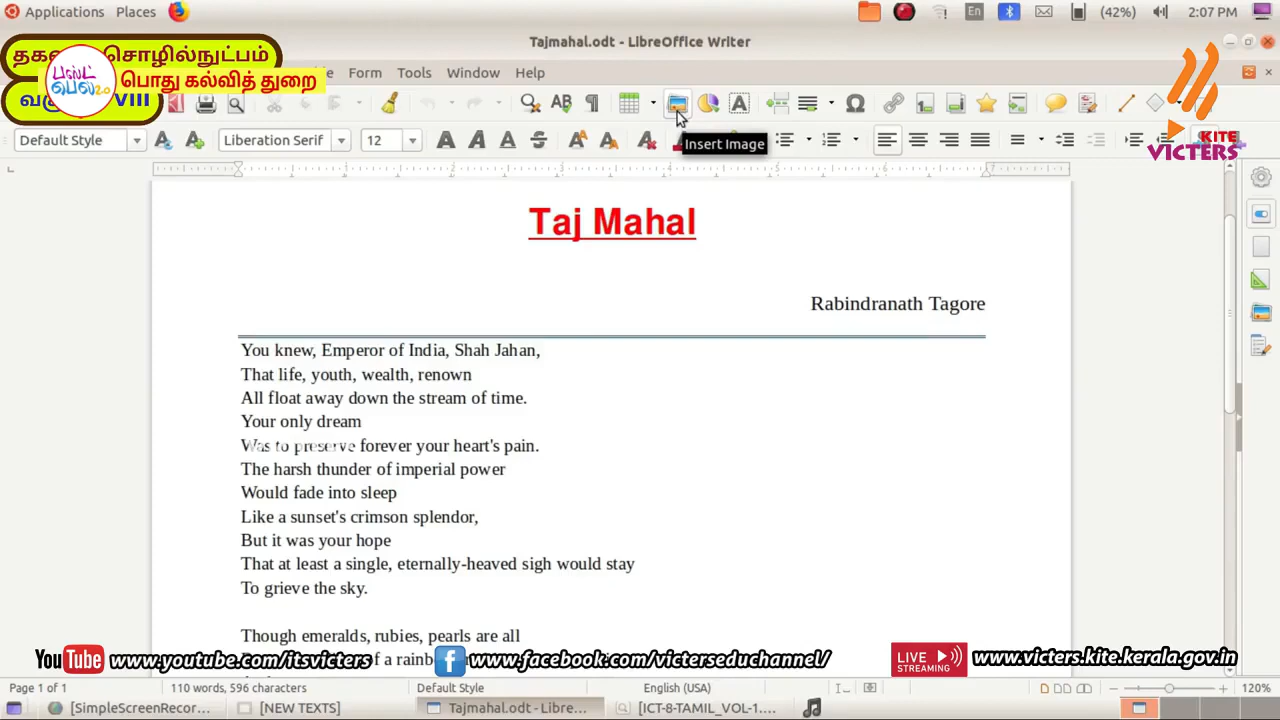 Applications Places
En (42%) 2:07 PM
Tajmahal.odt - LibreOffice Writer
பொது கல்வித் துறை
VIII
Form Tools Window Help
Default Style Liberation Serif 12
Insert Image
KITE
VICTERS
Taj Mahal
Rabindranath Tagore
You knew, Emperor of India, Shah Jahan,
That life, youth, wealth, renown
All float away down the stream of time.
Your only dream
Was to preserve forever your heart's pain.
The harsh thunder of imperial power
Would fade into sleep
Like a sunset's crimson splendor,
But it was your hope
That at least a single, eternally-heaved sigh would stay
To grieve the sky.
Though emeralds, rubies, pearls are all
YouTube www.youtube.com/itsvicters
www.facebook.com/victerseduchannel/
LIVE STREAMING www.victers.kite.kerala.gov.in
Page 1 of 1 110 words, 596 characters Default Style English (USA) 120%
[SimpleScreenRecor... [NEW TEXTS] Tajmahal.odt - Libre... [ICT-8-TAMIL_VOL-1....